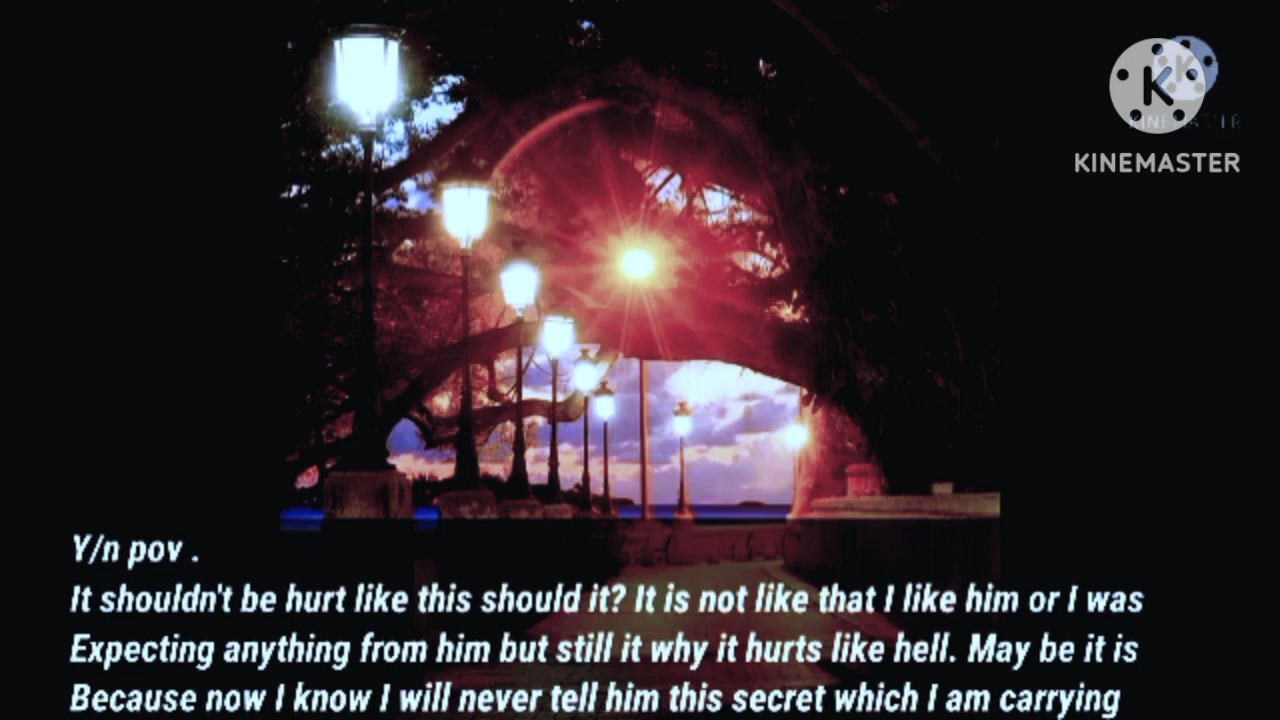 KINEMASTER
Y/n pov .
It shouldn't be hurt like this should it? It is not like that I like him or I was
Expecting anything from him but still it why it hurts like hell. May be it is
Because now I know I will never tell him this secret which I am carrying